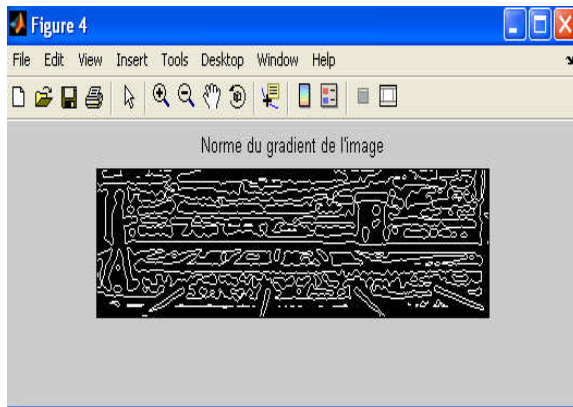 Figure 4
File Edit View Insert Tools Desktop Window Help
Norme du gradient de l'image